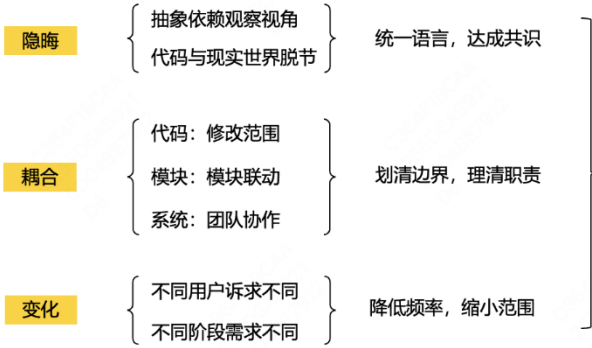 隐晦
抽象依赖观察视角
代码与现实世界脱节
统一语言，达成共识
耦合
代码：修改范围
模块：模块联动
系统：团队协作
划清边界，理清职责
变化
不同用户诉求不同
不同阶段需求不同
降低频率，缩小范围